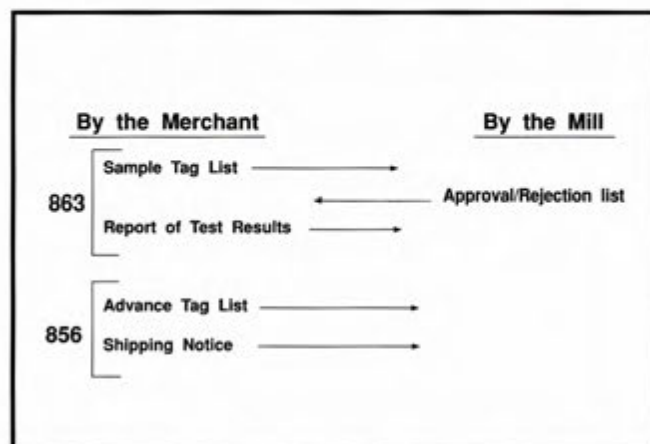 By the Merchant
By the Mill
863
Sample Tag List
Approval/Rejection list
Report of Test Results
856
Advance Tag List
Shipping Notice